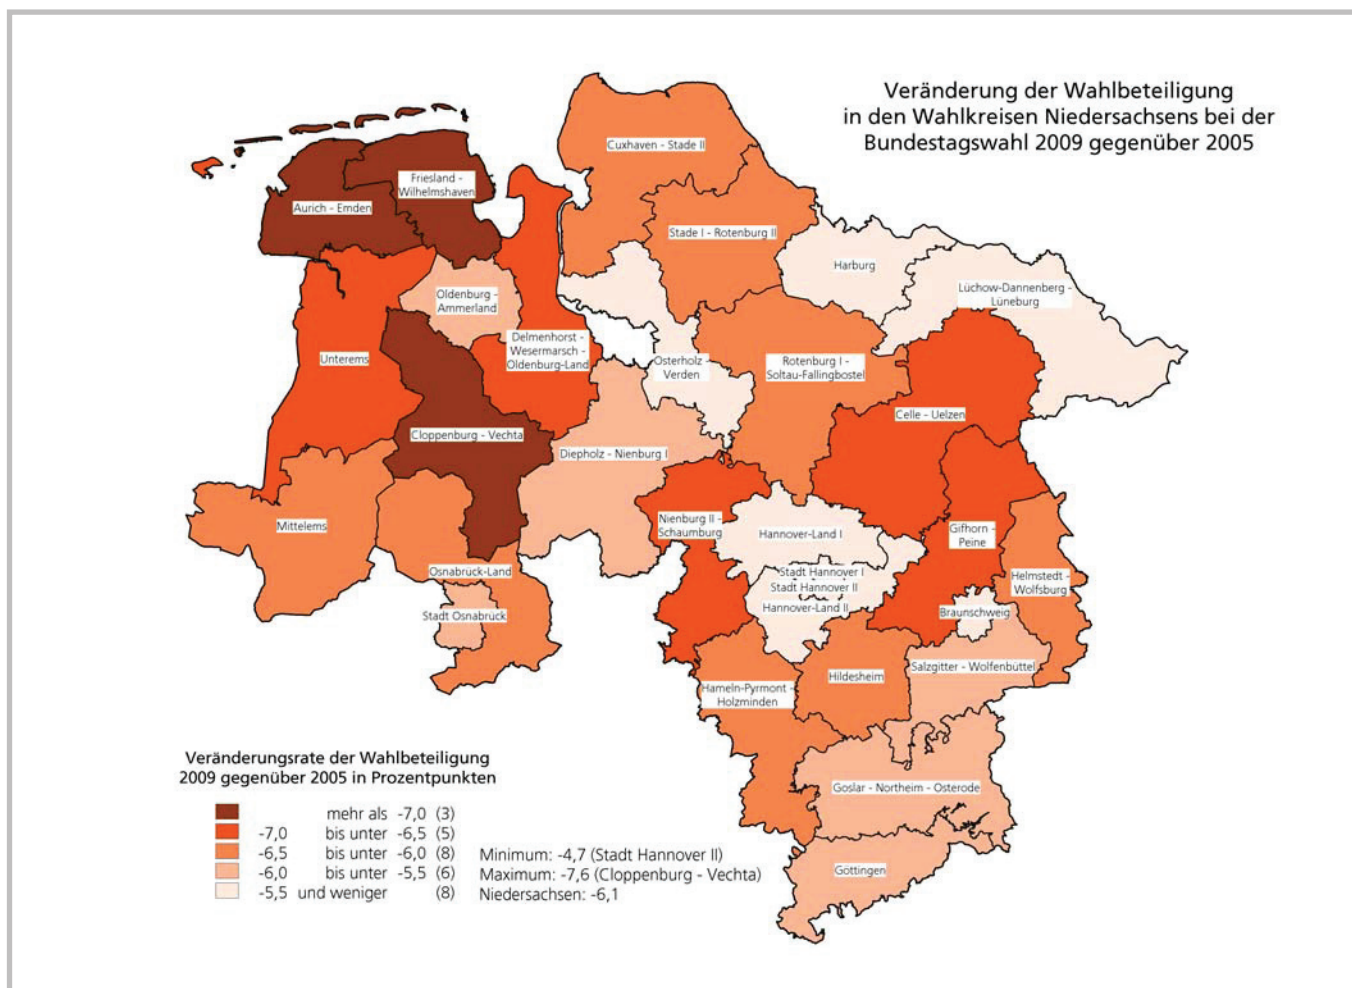 Veränderung der Wahlbeteiligung
in den Wahlkreisen Niedersachsens bei der
Bundestagswahl 2009 gegenüber 2005
Cuxhaven - Stade II
Friesland -
Wilhelmshaven
Aurich - Emden
Stade I - Rotenburg II
Harburg
Lüchow-Dannenberg -
Lüneburg
Oldenburg -
Ammerland
Unterems
Delmenhorst -
Wesermarsch -
Oldenburg-Land
Osterholz -
Verden
Rotenburg I -
Soltau-Fallingbostel
Celle - Uelzen
Cloppenburg - Vechta
Diepholz - Nienburg I
Mittelems
Nienburg II -
Schaumburg
Hannover-Land I
Gifhorn -
Peine
Osnabrück-Land
Stadt Hannover I
Stadt Hannover II
Hannover-Land II
Helmstedt -
Wolfsburg
Stadt Osnabrück
Braunschweig
Salzgitter - Wolfenbüttel
Hildesheim
Hameln-Pyrmont -
Holzminden
Goslar - Northeim - Osterode
Göttingen
Veränderungsrate der Wahlbeteiligung
2009 gegenüber 2005 in Prozentpunkten
mehr als -7,0 (3)
-7,0 bis unter -6,5 (5)
-6,5 bis unter -6,0 (8)
-6,0 bis unter -5,5 (6)
-5,5 und weniger (8)
Minimum: -4,7 (Stadt Hannover II)
Maximum: -7,6 (Cloppenburg - Vechta)
Niedersachsen: -6,1